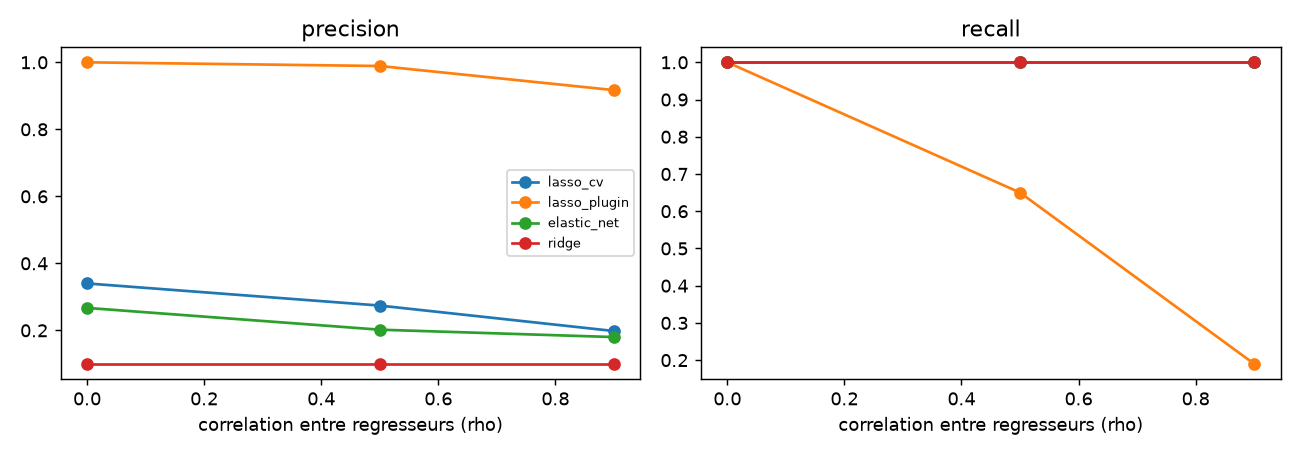 precision
1.0
0.8
0.6
0.4
0.2
lasso_cv
lasso_plugin
elastic_net
ridge
0.0 0.2 0.4 0.6 0.8
correlation entre regresseurs (rho)
recall
1.0
0.9
0.8
0.7
0.6
0.5
0.4
0.3
0.2
0.0 0.2 0.4 0.6 0.8
correlation entre regresseurs (rho)